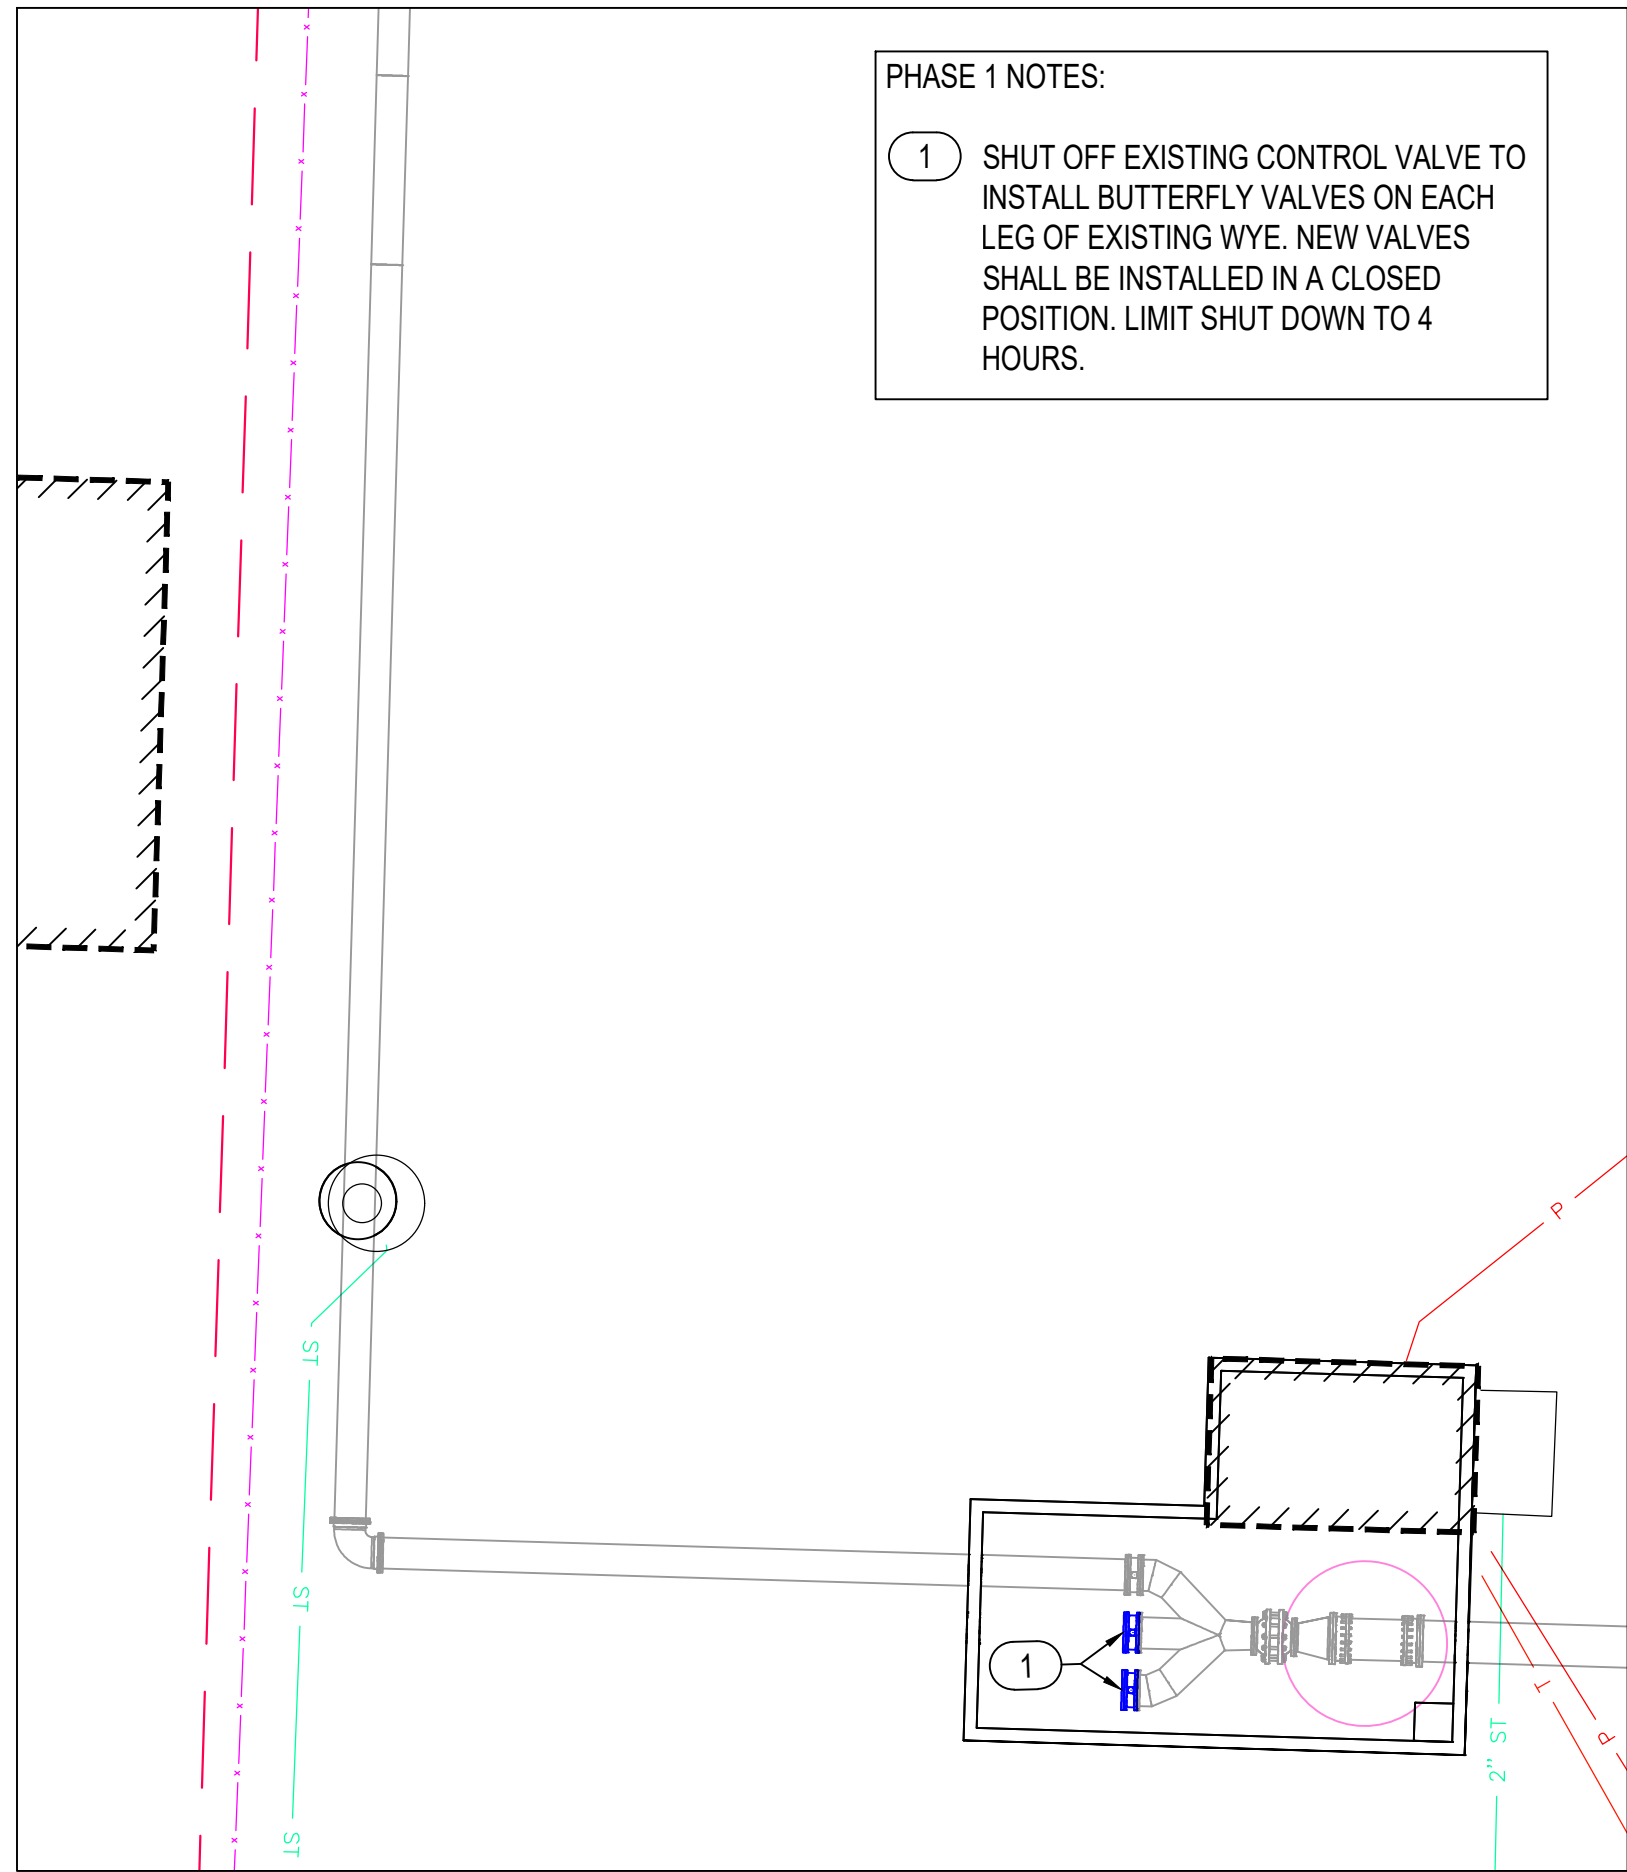 PHASE 1 NOTES:
1
SHUT OFF EXISTING CONTROL VALVE TO
INSTALL BUTTERFLY VALVES ON EACH
LEG OF EXISTING WYE. NEW VALVES
SHALL BE INSTALLED IN A CLOSED
POSITION. LIMIT SHUT DOWN TO 4
HOURS.
P
ST
ST
1
T
P
2" ST
ST